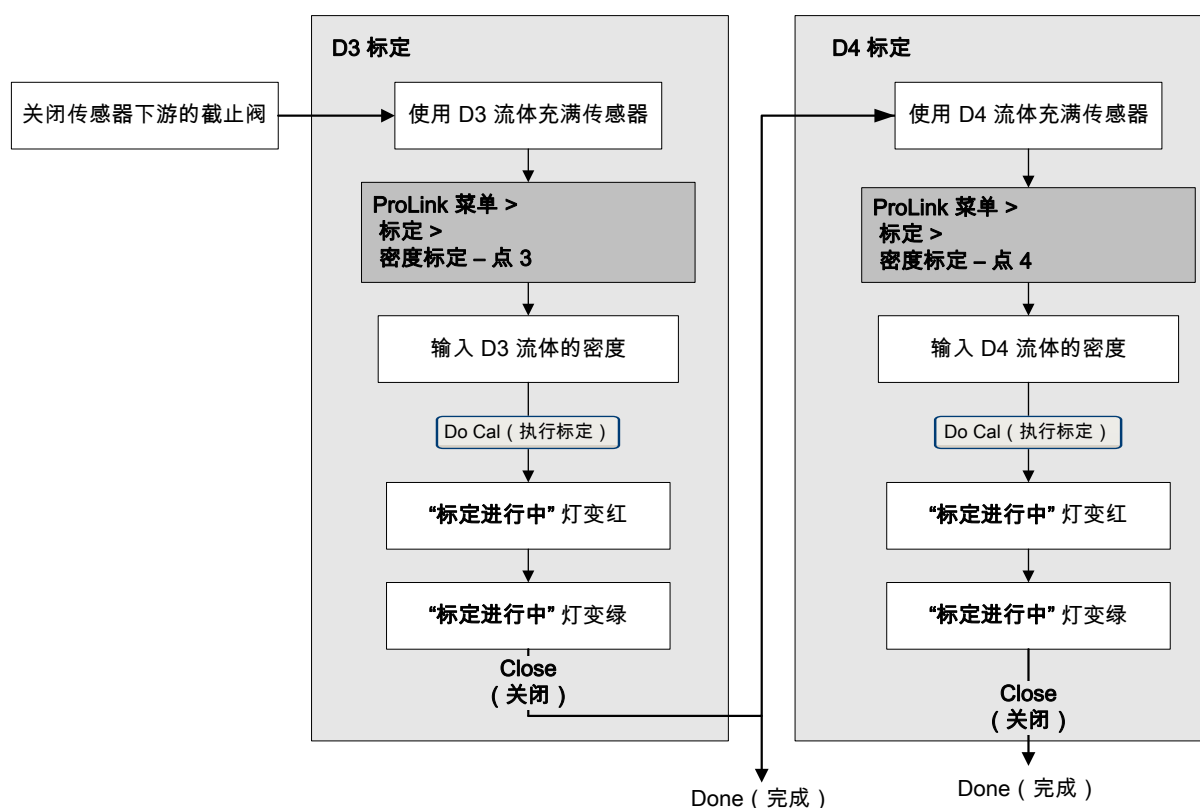 关闭传感器下游的截止阀
D3 标定
使用 D3 流体充满传感器
ProLink 菜单 >
标定 >
密度标定 – 点 3
输入 D3 流体的密度
Do Cal（执行标定）
“标定进行中” 灯变红
“标定进行中” 灯变绿
Close
（关闭）
Done（完成）
D4 标定
使用 D4 流体充满传感器
ProLink 菜单 >
标定 >
密度标定 – 点 4
输入 D4 流体的密度
Do Cal（执行标定）
“标定进行中” 灯变红
“标定进行中” 灯变绿
Close
（关闭）
Done（完成）